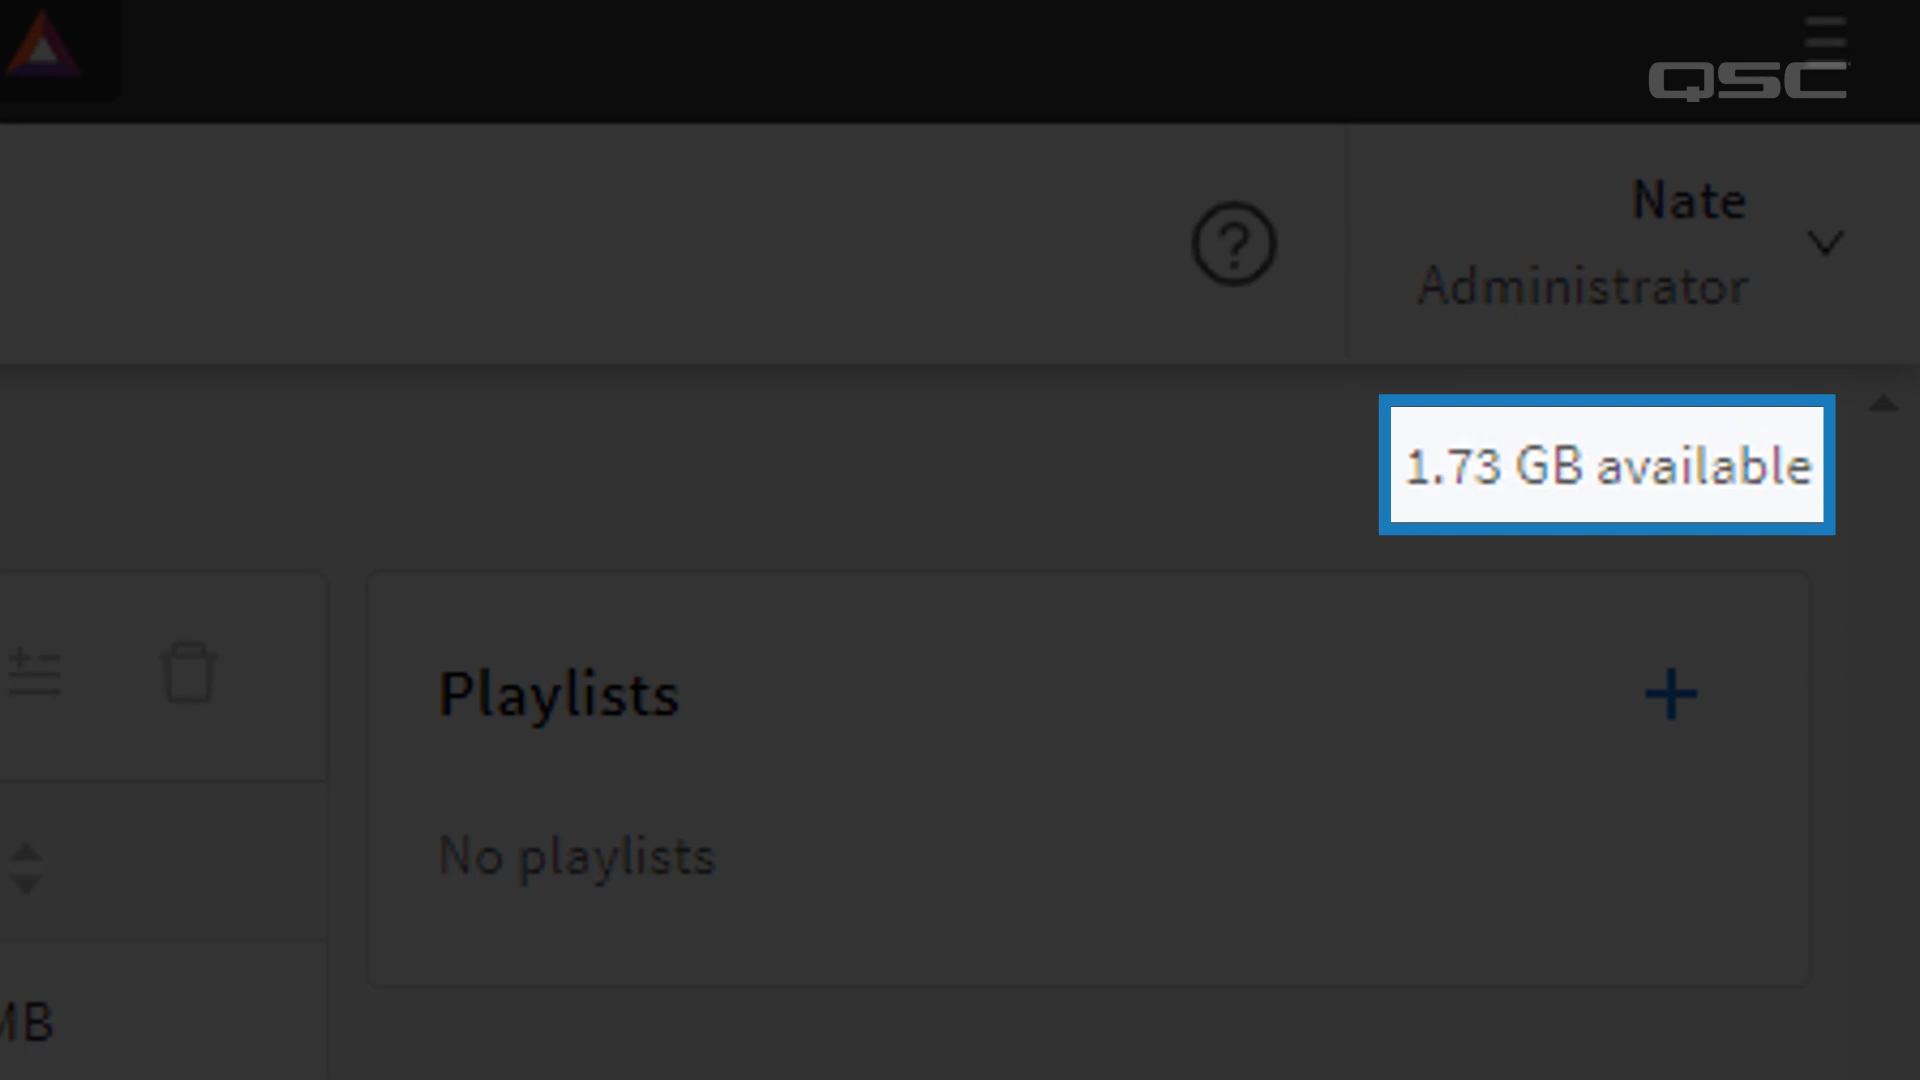 QSC
?
Nate
Administrator
1.73 GB available
Playlists
No playlists
MB